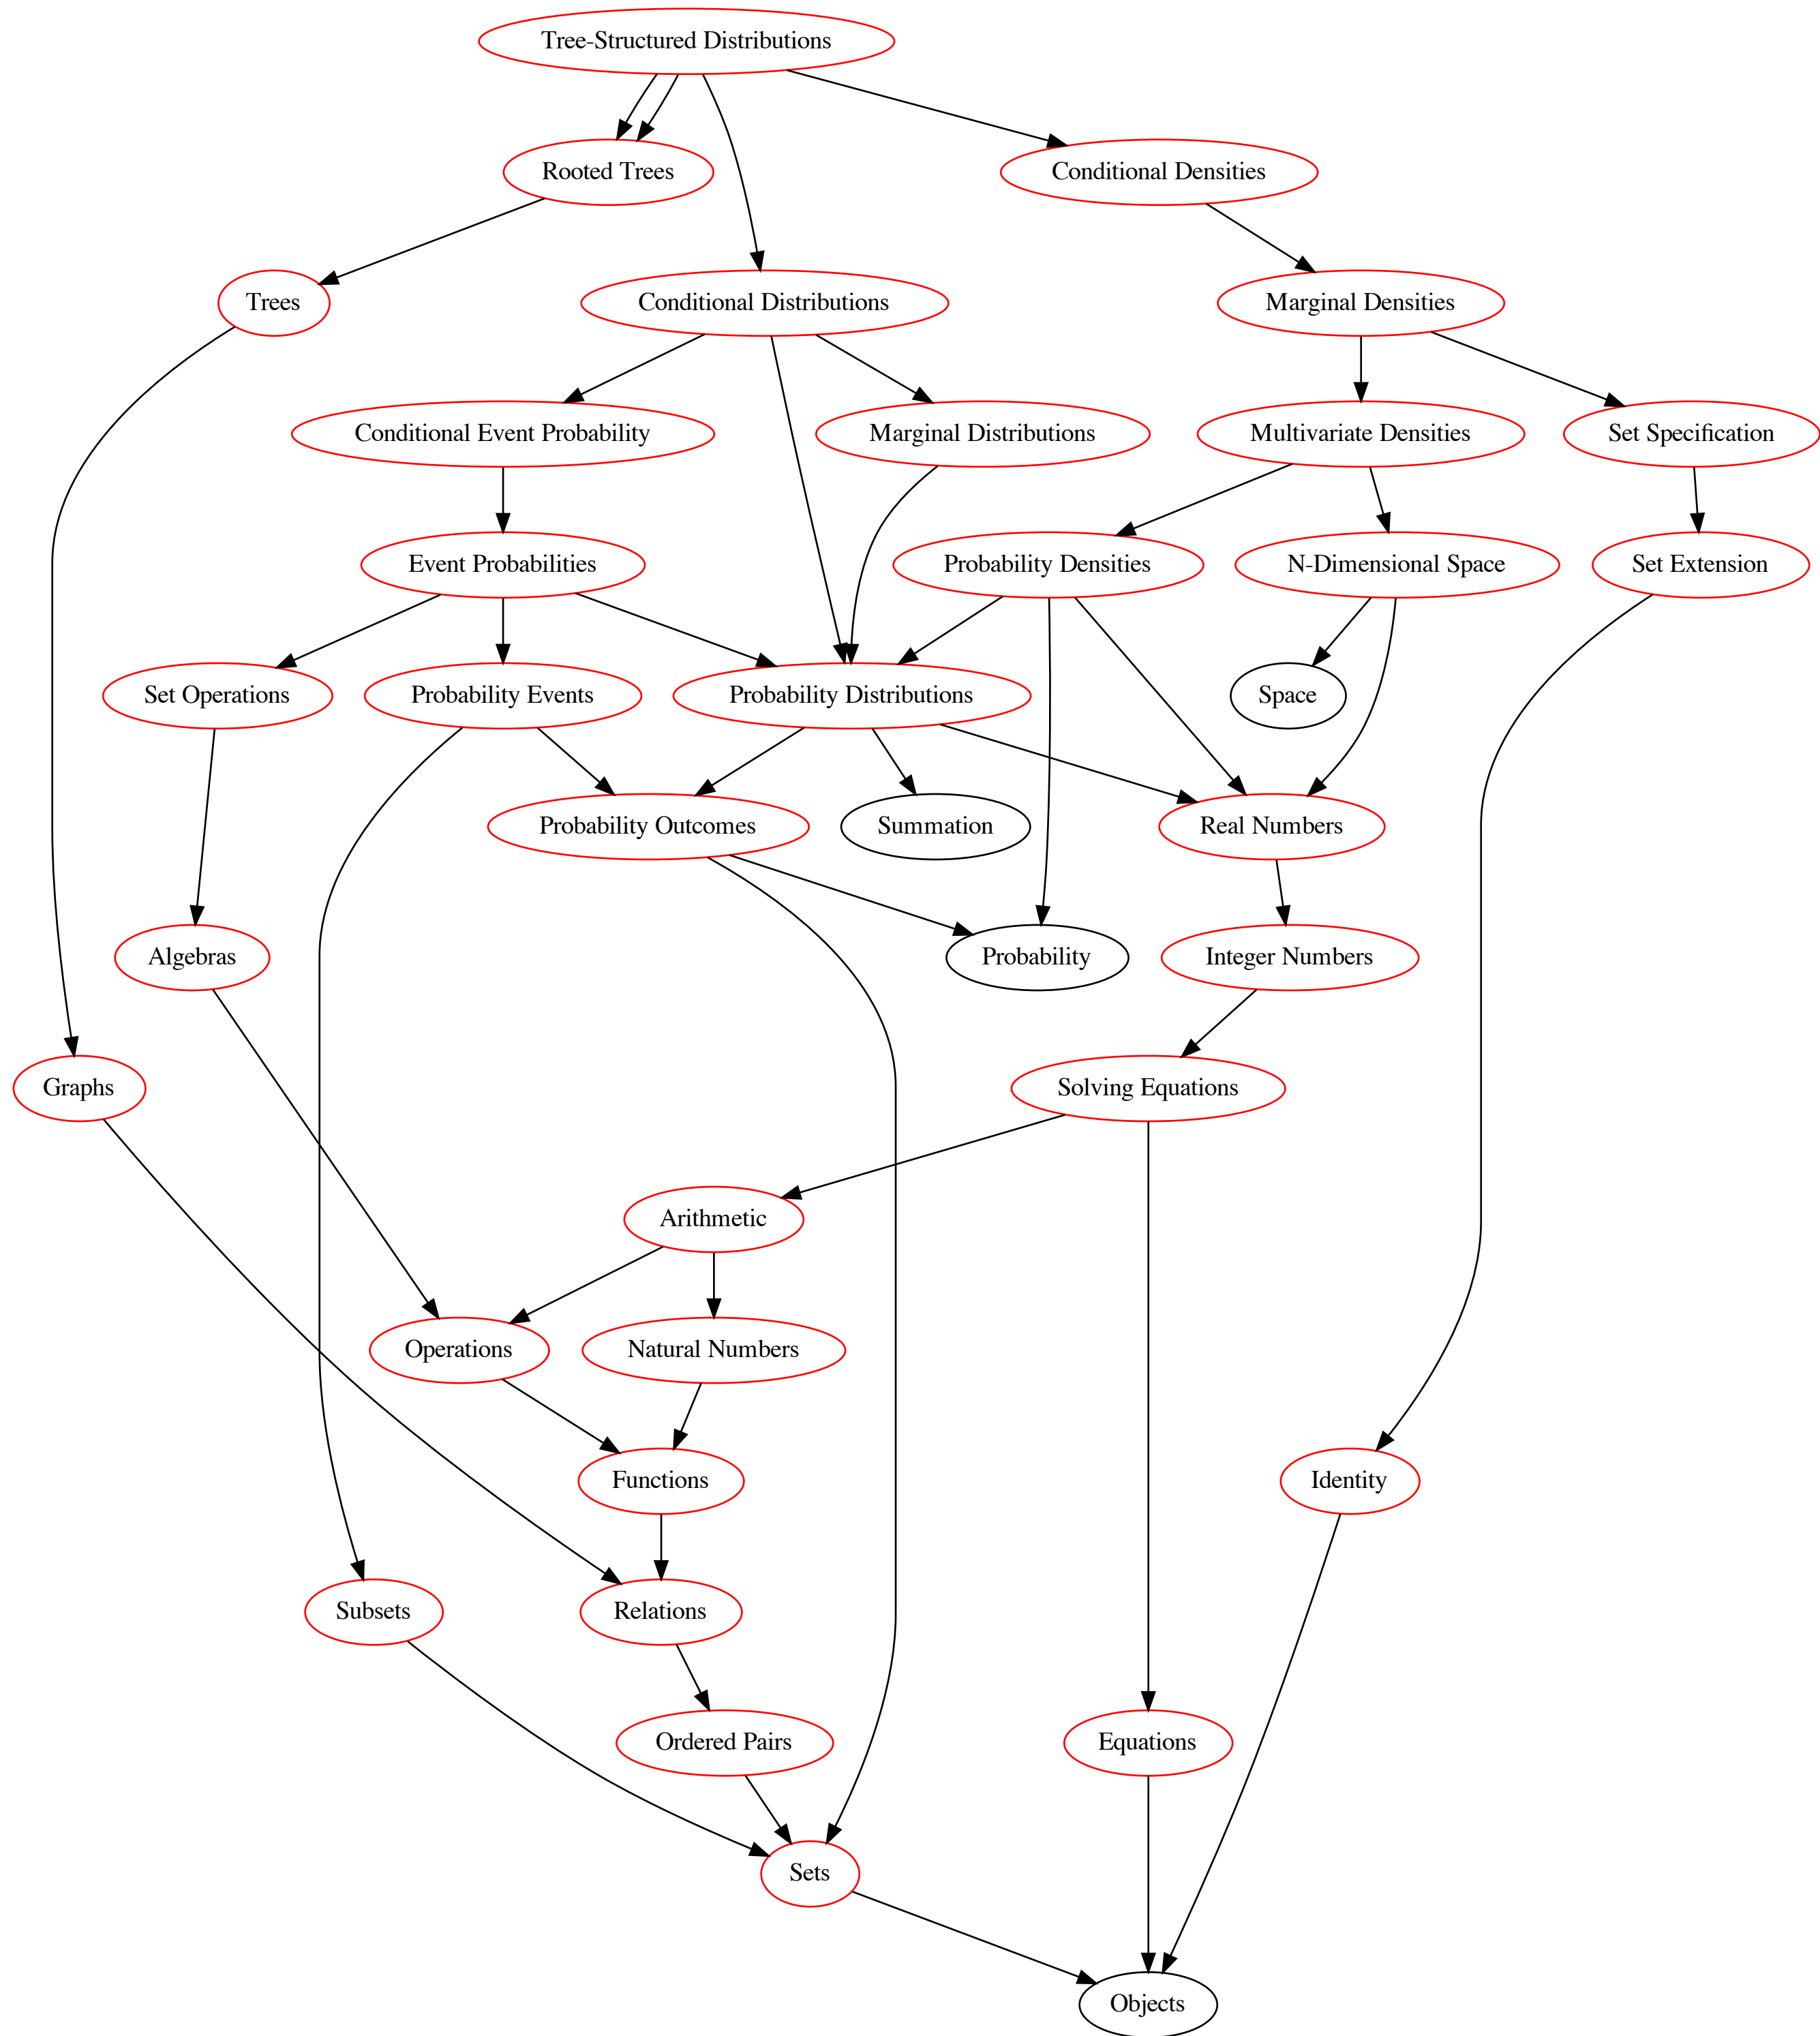 Tree-Structured Distributions
Rooted Trees
Conditional Densities
Trees
Conditional Distributions
Marginal Densities
Conditional Event Probability
Marginal Distributions
Multivariate Densities
Set Specification
Event Probabilities
Probability Densities
N-Dimensional Space
Set Extension
Set Operations
Probability Events
Probability Distributions
Space
Probability Outcomes
Summation
Real Numbers
Algebras
Probability
Integer Numbers
Graphs
Solving Equations
Arithmetic
Operations
Natural Numbers
Functions
Identity
Subsets
Relations
Ordered Pairs
Equations
Sets
Objects